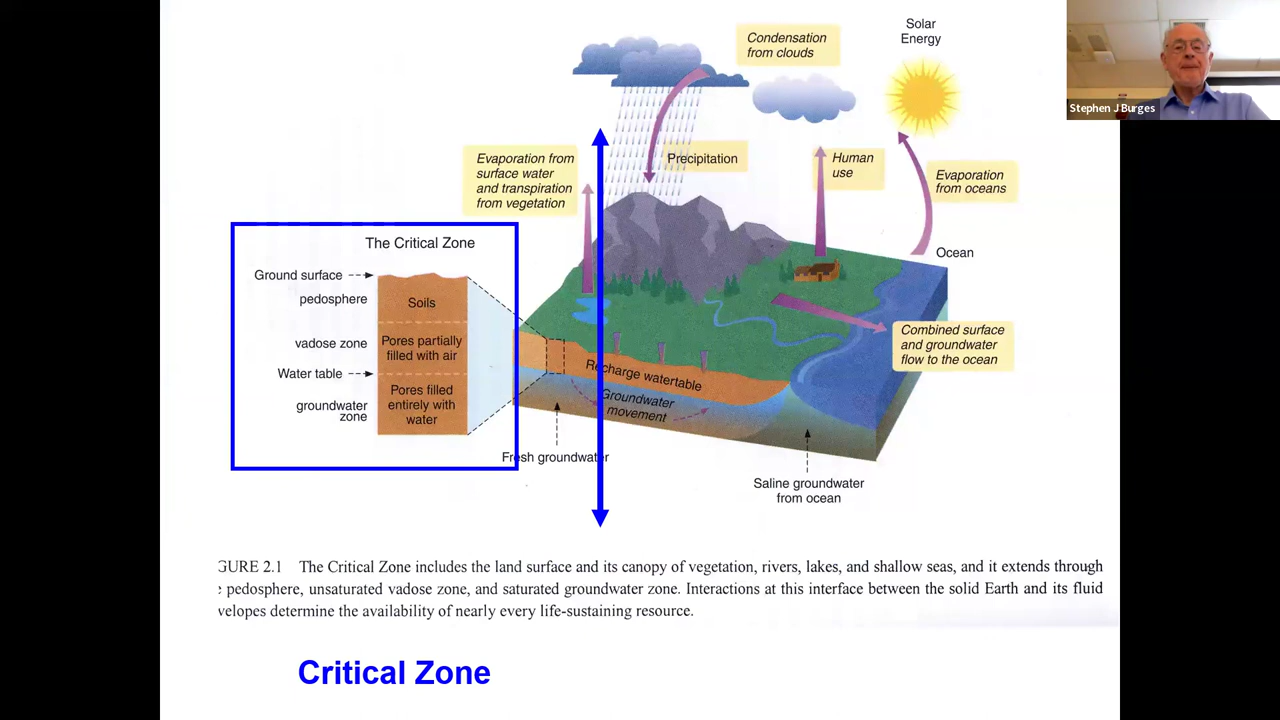 Solar
Energy
Condensation
from clouds
Stephen J Burges
Evaporation from
surface water
and transpiration
from vegetation
Precipitation
Human
use
Evaporation
from oceans
The Critical Zone
Ocean
Ground surface
pedosphere
Soils
vadose zone
Pores partially
filled with air
Water table
groundwater
zone
Pores filled
entirely with
water
Recharge watertable
Groundwater
movement
Combined surface
and groundwater
flow to the ocean
Fresh groundwater
Saline groundwater
from ocean
GURE 2.1 The Critical Zone includes the land surface and its canopy of vegetation, rivers, lakes, and shallow seas, and it extends through
pedosphere, unsaturated vadose zone, and saturated groundwater zone. Interactions at this interface between the solid Earth and its fluid
velopes determine the availability of nearly every life-sustaining resource.
Critical Zone